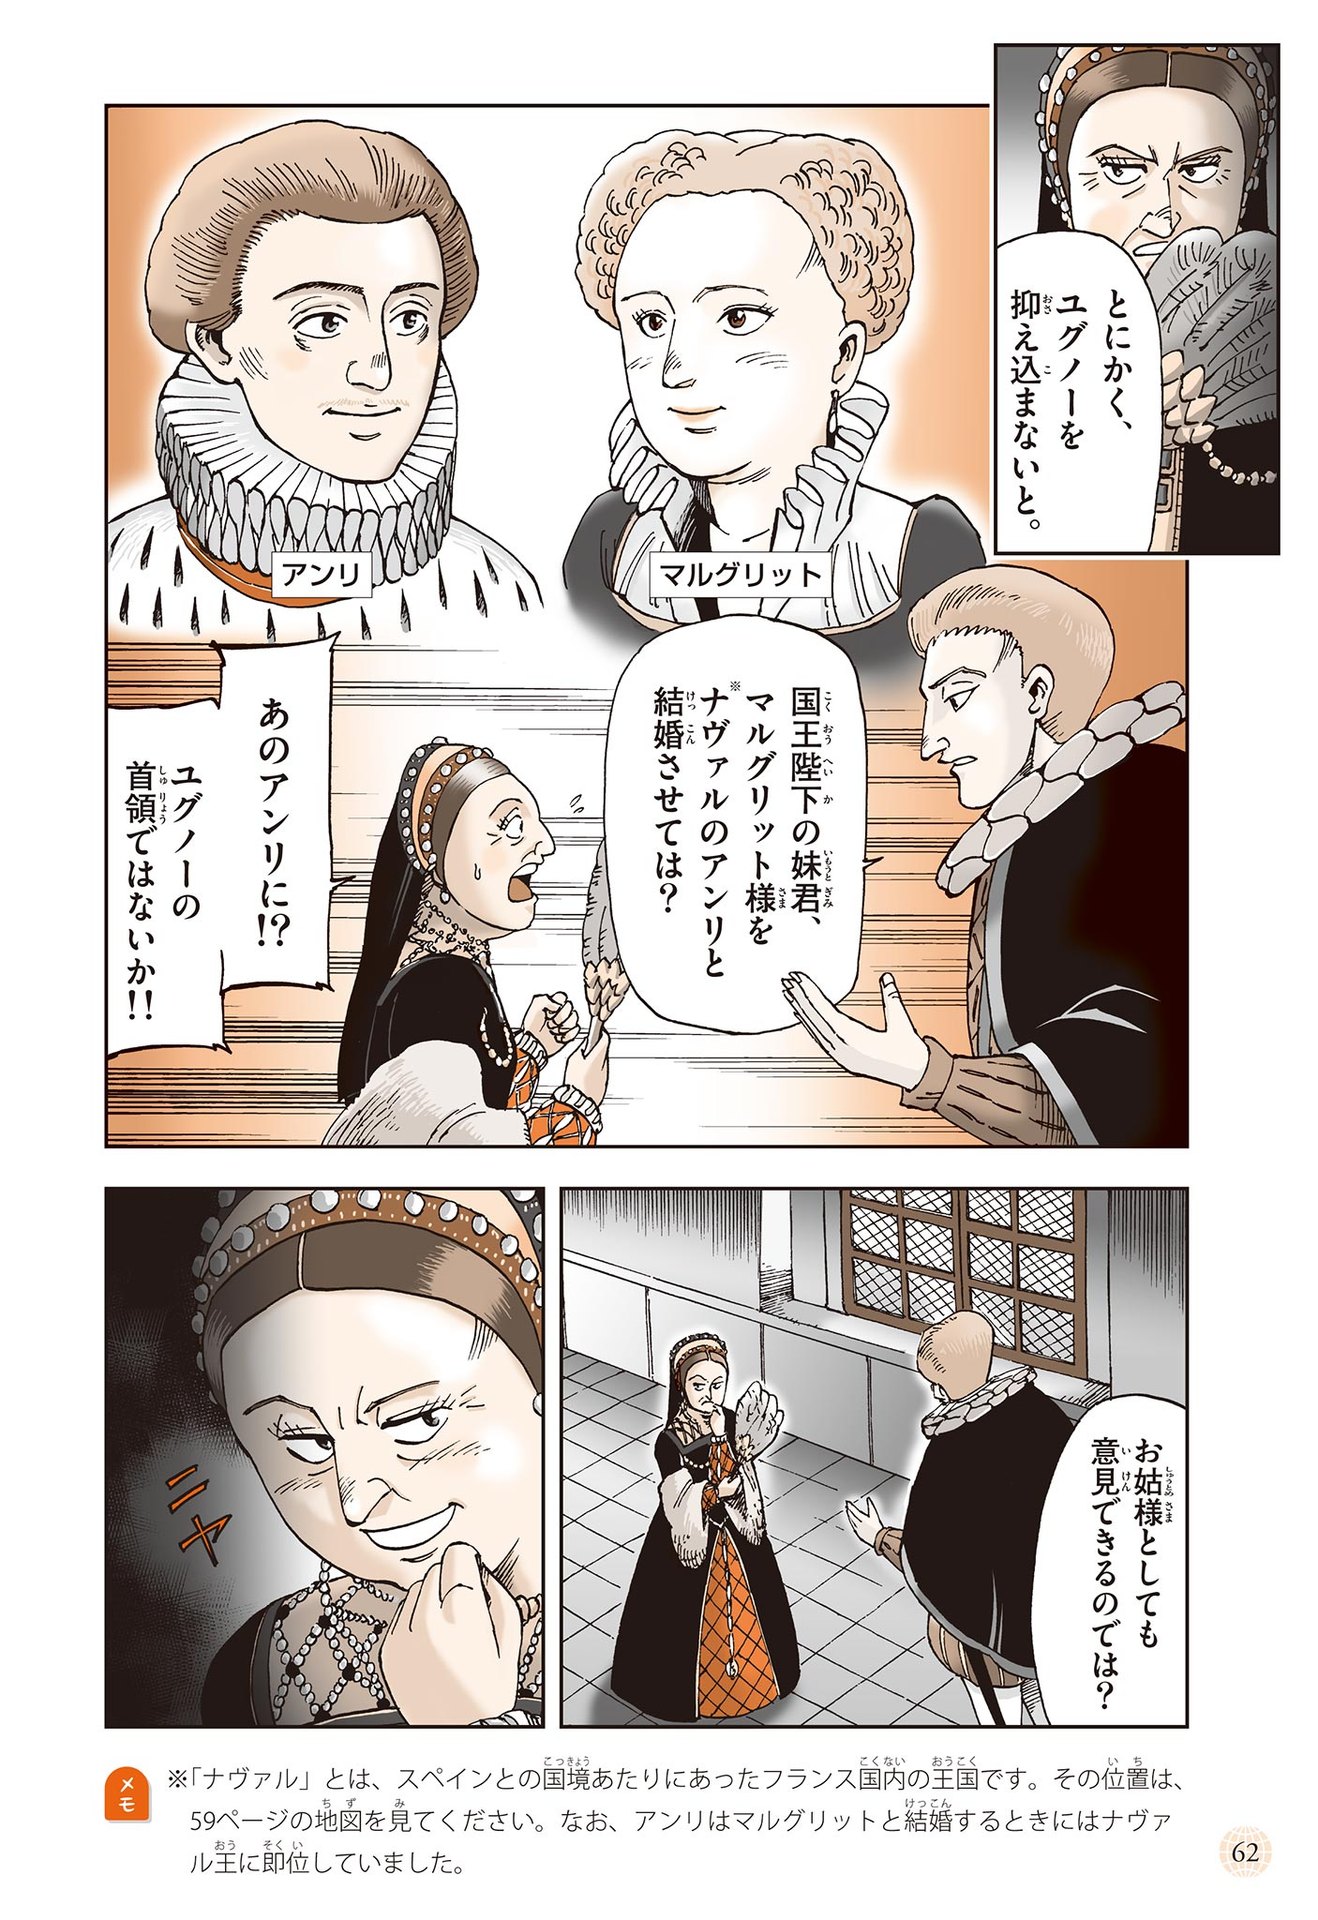 とにかく、
ユグノーを
抑え込まないと。
アンリ
マルグリット
国王陛下の妹君、
マルグリット様を
※ナヴァルのアンリと
結婚させては？
あのアンリに!?
ユグノーの
首領ではないか!!
お姑様としても
意見できるのでは？
ニヤ
メモ
※「ナヴァル」とは、スペインとの国境あたりにあったフランス国内の王国です。その位置は、
59ページの地図を見てください。なお、アンリはマルグリットと結婚するときにはナヴァ
ル王に即位していました。
62